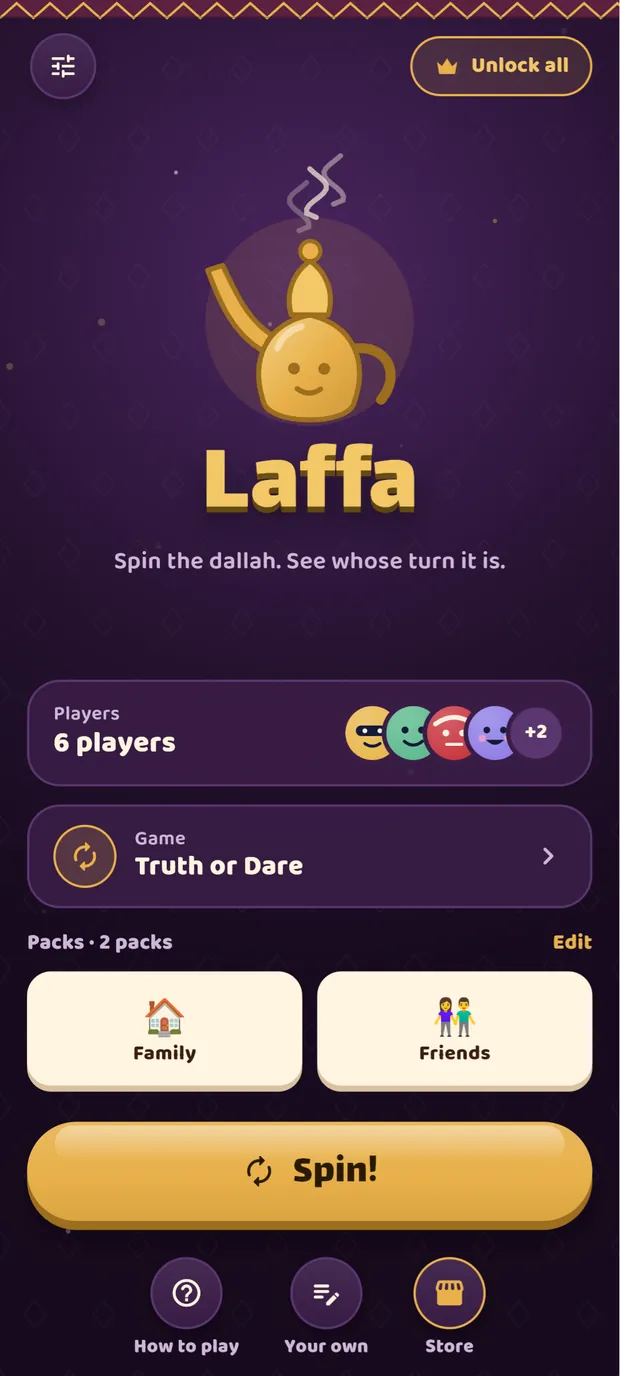 Unlock all
Laffa
Spin the dallah. See whose turn it is.
Players
6 players
+2
Game
Truth or Dare
Packs · 2 packs
Edit
Family
Friends
Spin!
How to play
Your own
Store